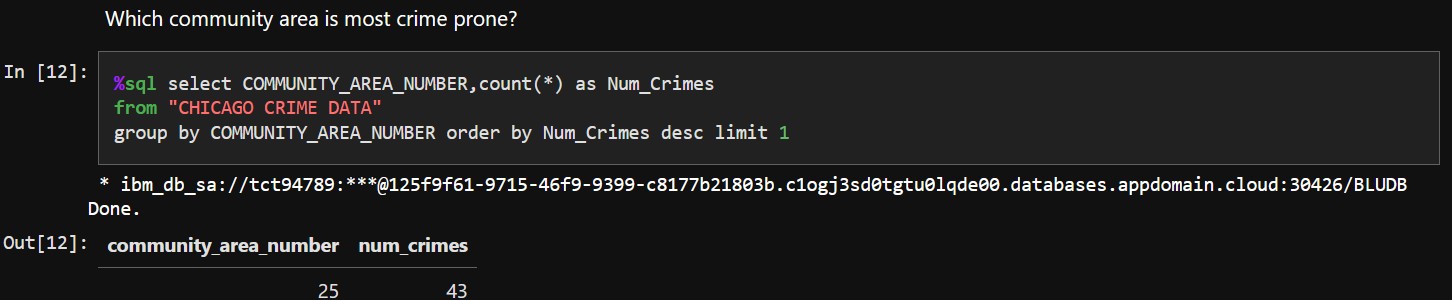 Which community area is most crime prone?
In [12]: %sql select COMMUNITY_AREA_NUMBER,count(*) as Num_Crimes
from "CHICAGO CRIME DATA"
group by COMMUNITY_AREA_NUMBER order by Num_Crimes desc limit 1
* ibm_db_sa://tct94789:***@125f9f61-9715-46f9-9399-c8177b21803b.c1ogj3sd0tgtu0lqde00.databases.appdomain.cloud:30426/BLUDB
Done.
Out[12]: community_area_number num_crimes
25 43